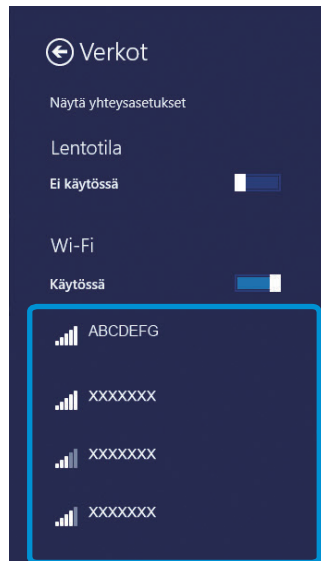 Verkot
Näytä yhteysasetukset
Lentotila
Ei käytössä
Wi-Fi
Käytössä
ABCDEFG
XXXXXXX
XXXXXXX
XXXXXXX